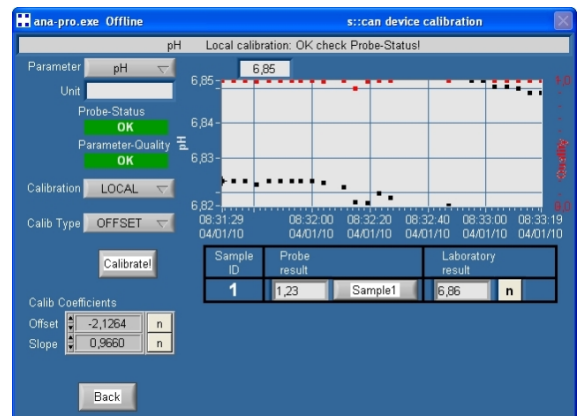 ana-pro.exe Offline s::can device calibration
pH Local calibration: OK check Probe-Status!
Parameter pH 6,85
Unit
Probe-Status
OK
Parameter-Quality
OK
Calibration LOCAL
Calib Type OFFSET
Calibrate!
Calib Coefficients
Offset -2,1264 n
Slope 0,9660 n
Back
6,85
6,84
6,83
6,82
pH
1,0
0,0
08:31:29 08:32:00 08:32:20 08:32:40 08:33:00 08:33:19
04/01/10 04/01/10 04/01/10 04/01/10 04/01/10 04/01/10
Sample ID Probe result Laboratory result
1 1,23 Sample1 6,86 n